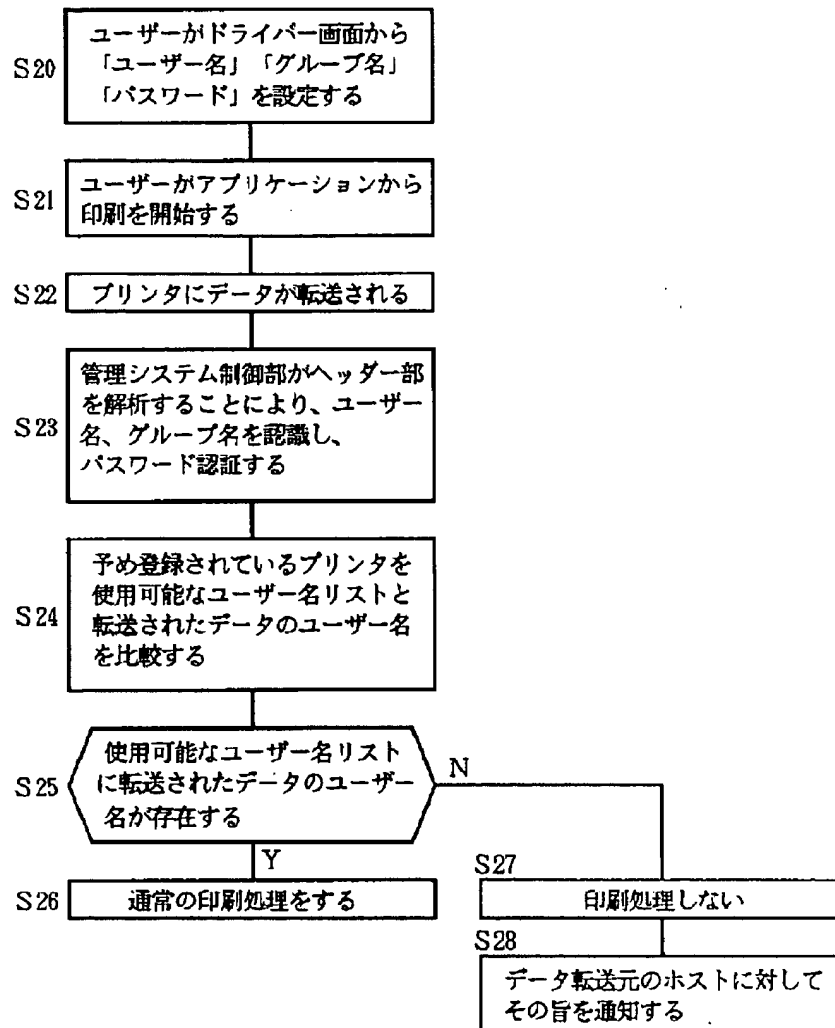 S20
ユーザーがドライバー画面から
「ユーザー名」「グループ名」
「パスワード」を設定する
S21
ユーザーがアプリケーションから
印刷を開始する
S22
プリンタにデータが転送される
S23
管理システム制御部がヘッダー部
を解析することにより、ユーザー
名、グループ名を認識し、
パスワード認証する
S24
予め登録されているプリンタを
使用可能なユーザー名リストと
転送されたデータのユーザー名
を比較する
S25
使用可能なユーザー名リスト
に転送されたデータのユーザー
名が存在する
N
Y
S26
通常の印刷処理をする
S27
印刷処理しない
S28
データ転送元のホストに対して
その旨を通知する